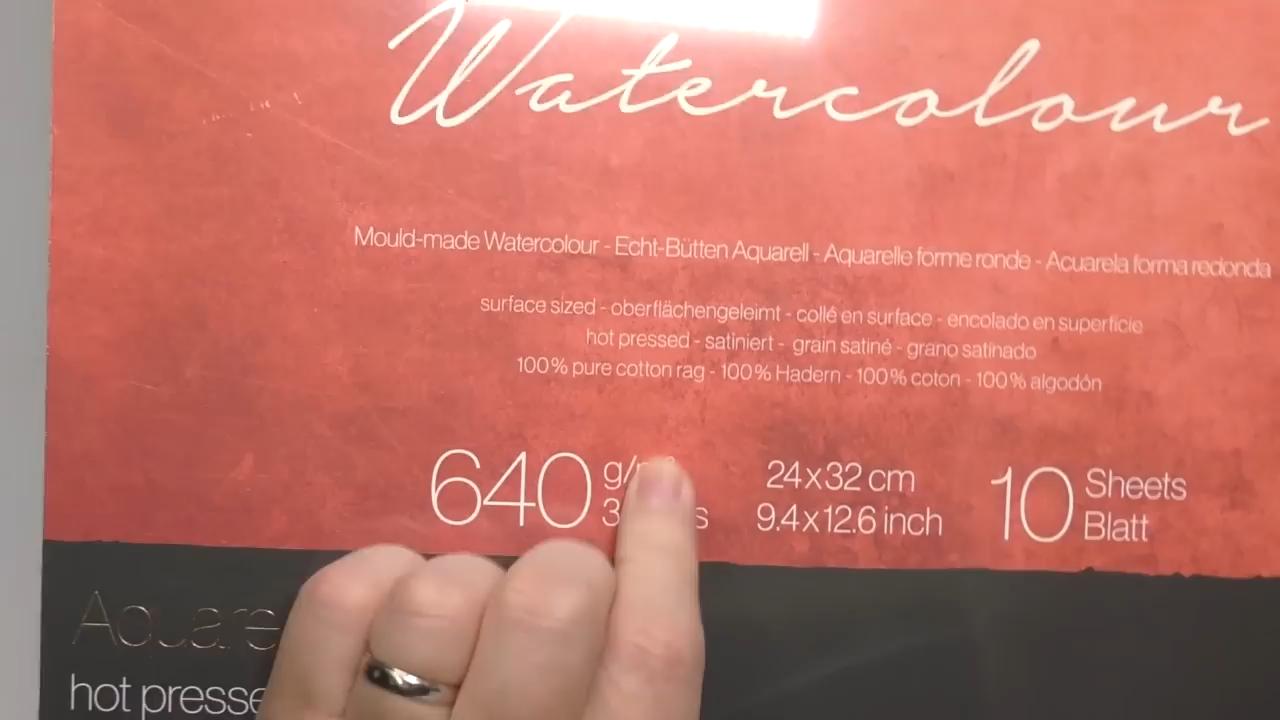 Watercolour
Mould-made Watercolour - Echt-Bütten Aquarell - Aquarelle forme ronde - Acuarela forma redonda
surface sized - oberflächengeleimt - collé en surface - encolado en superficie
hot pressed - satiniert - grain satiné - grano satinado
100% pure cotton rag - 100% Hadern - 100% coton - 100% algodón
640
24x32 cm
9.4x12.6 inch
10 Sheets
Blatt
hot